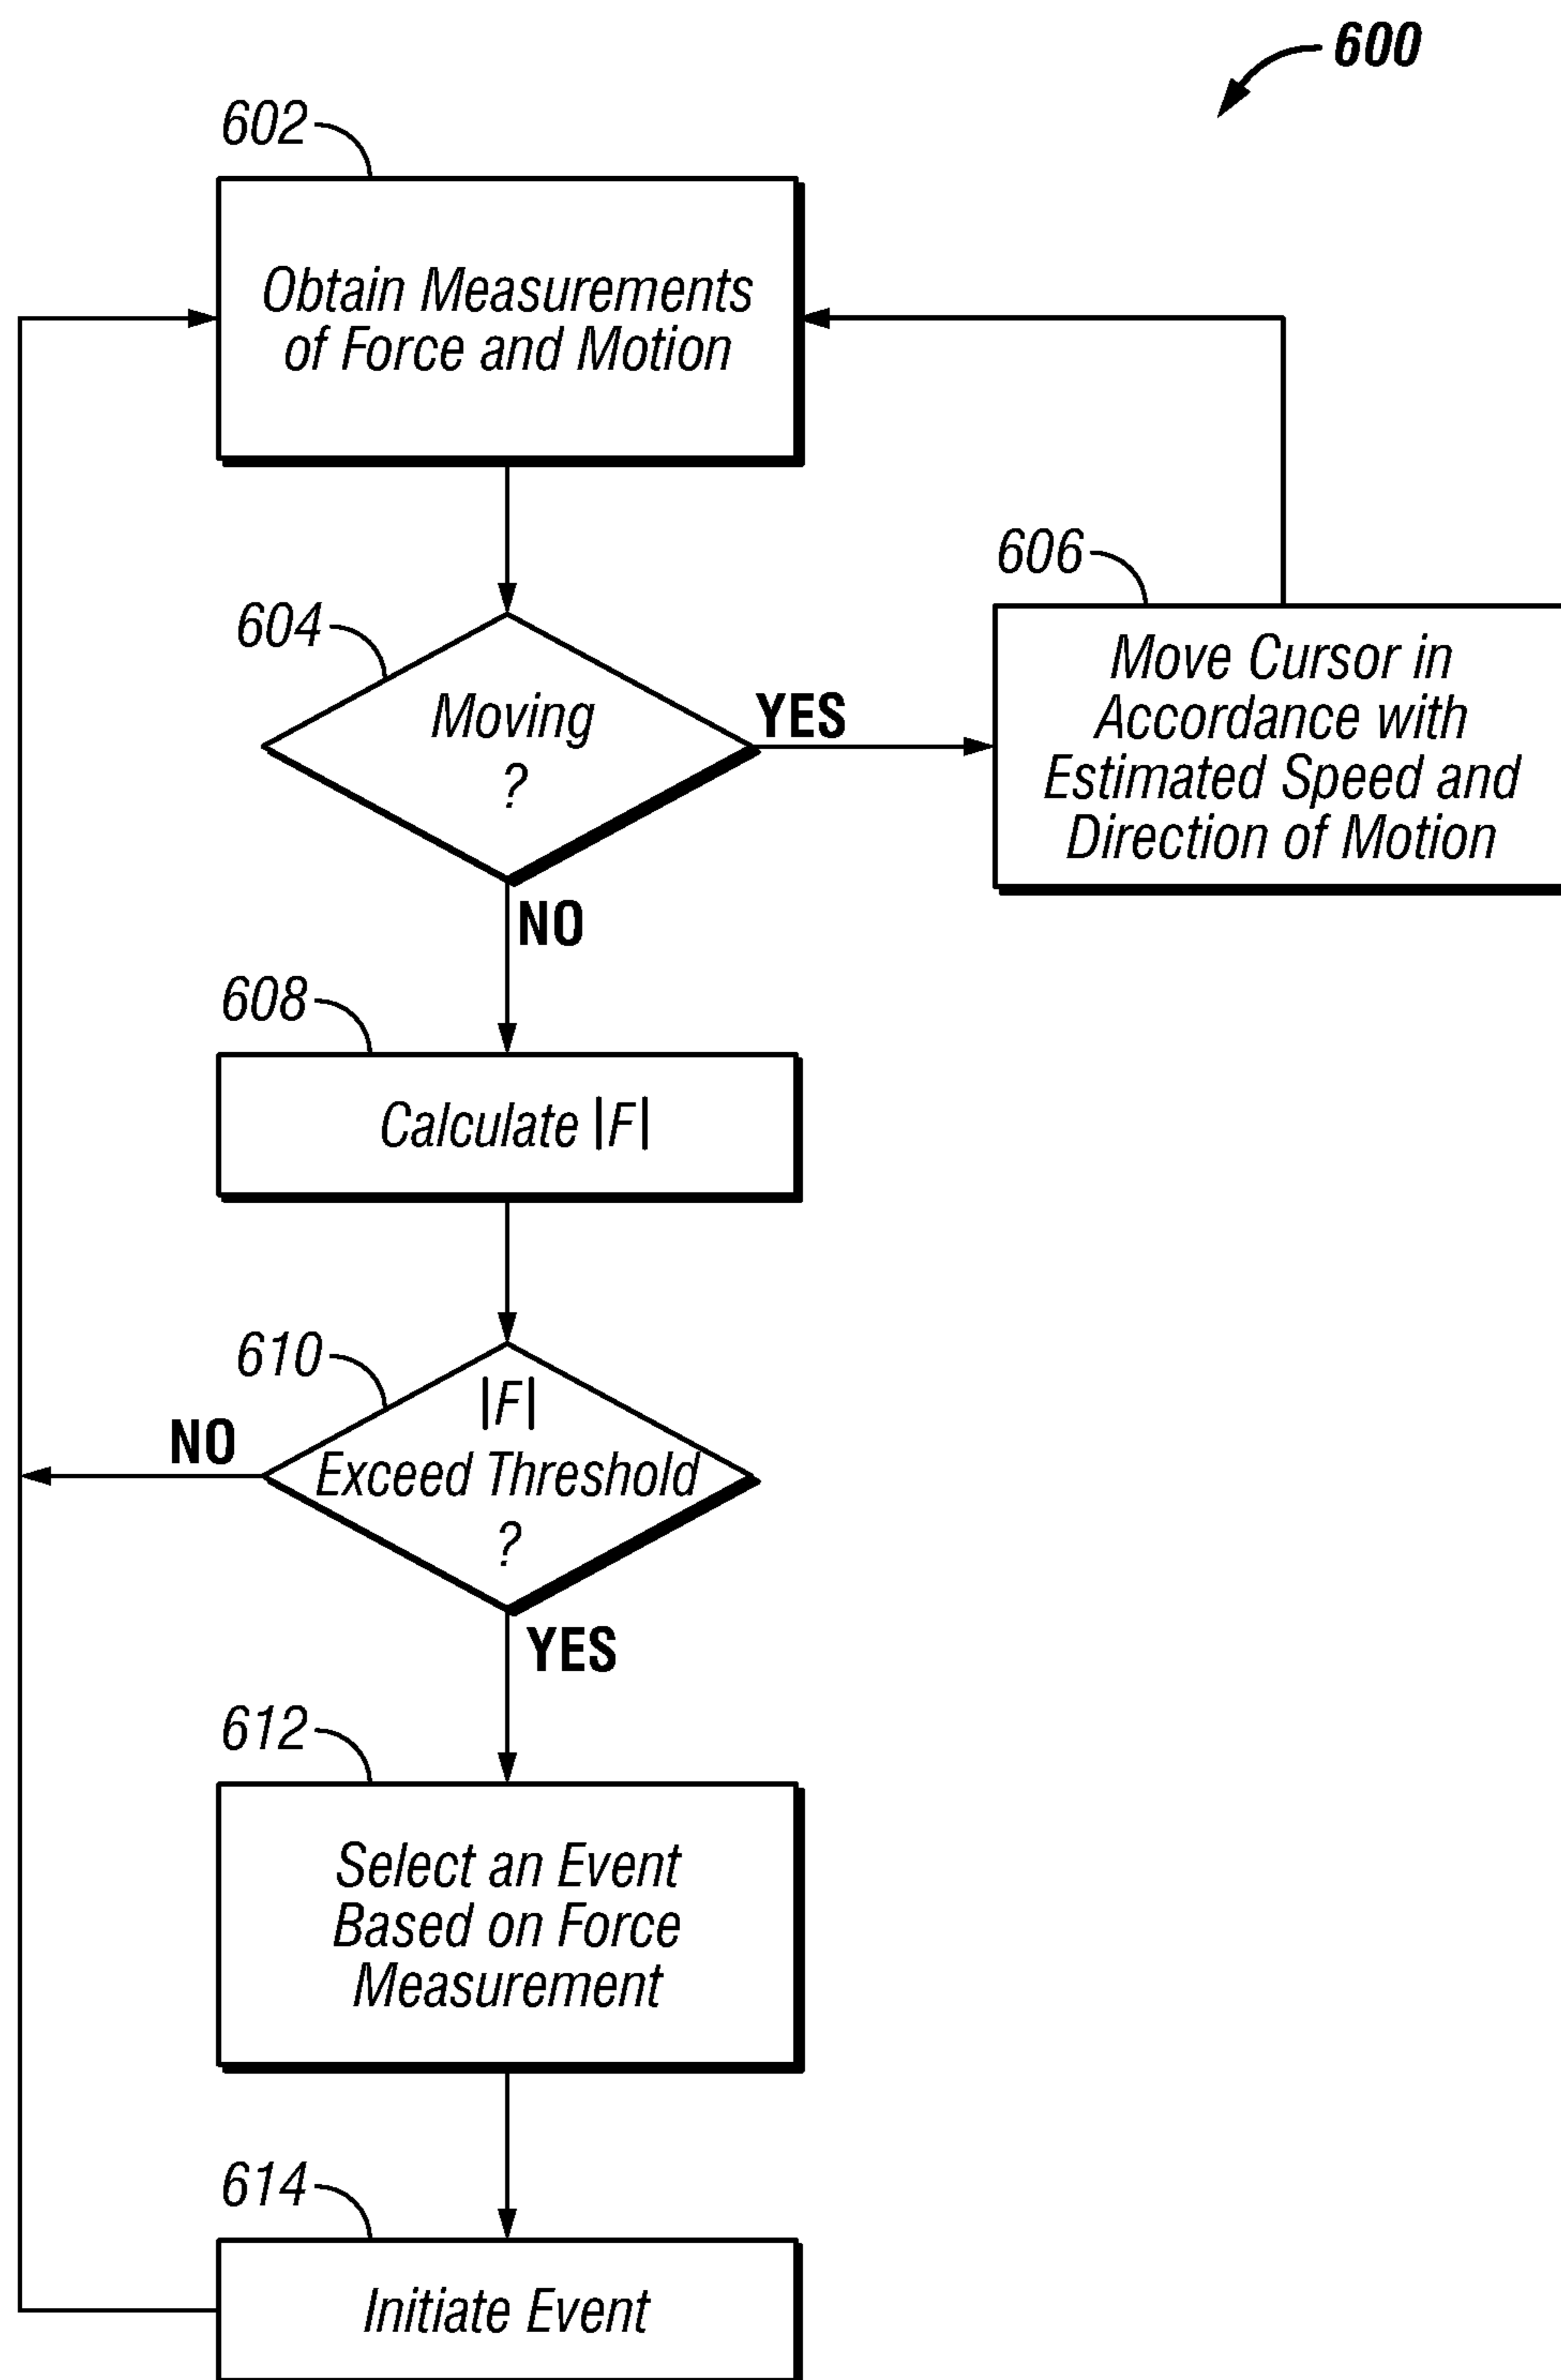 600
602
Obtain Measurements
of Force and Motion
604
Moving
?
YES
606
Move Cursor in
Accordance with
Estimated Speed and
Direction of Motion
NO
608
Calculate |F|
610
|F|
Exceed Threshold
?
NO
YES
612
Select an Event
Based on Force
Measurement
614
Initiate Event